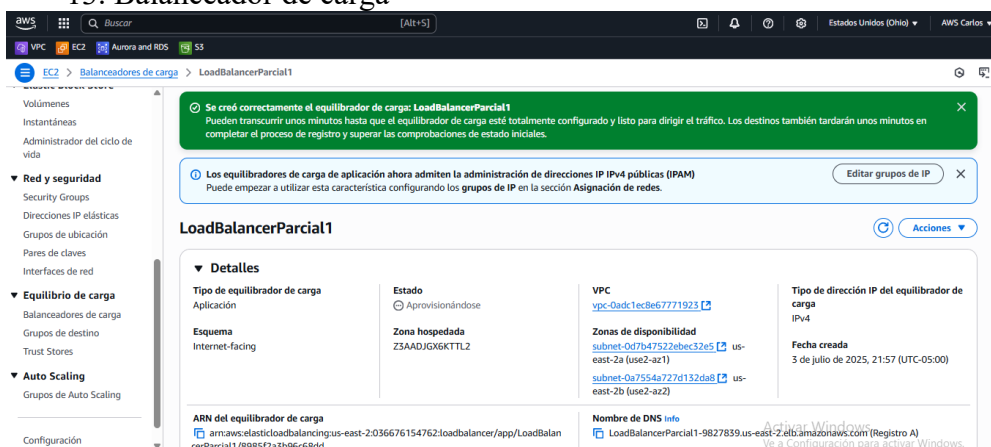 15. Balanceador de carga
aws
Buscar
[Alt+S]
Estados Unidos (Ohio)
AWS Carlos
VPC
EC2
Aurora and RDS
S3
EC2 > Balanceadores de carga > LoadBalancerParcial1
Elastic Block Store
Volúmenes
Instantáneas
Administrador del ciclo de
vida
Red y seguridad
Security Groups
Direcciones IP elásticas
Grupos de ubicación
Pares de claves
Interfaces de red
Equilibrio de carga
Balanceadores de carga
Grupos de destino
Trust Stores
Auto Scaling
Grupos de Auto Scaling
Configuración
Se creó correctamente el equilibrador de carga: LoadBalancerParcial1
Pueden transcurrir unos minutos hasta que el equilibrador de carga esté totalmente configurado y listo para dirigir el tráfico. Los destinos también tardarán unos minutos en
completar el proceso de registro y superar las comprobaciones de estado iniciales.
Los equilibradores de carga de aplicación ahora admiten la administración de direcciones IP IPv4 públicas (IPAM)
Puede empezar a utilizar esta característica configurando los grupos de IP en la sección Asignación de redes.
Editar grupos de IP
LoadBalancerParcial1
Acciones
Detalles
Tipo de equilibrador de carga
Aplicación
Estado
Aprovisionándose
VPC
vpc-0adc1ec8e67771923
Tipo de dirección IP del equilibrador de
carga
IPv4
Esquema
Internet-facing
Zona hospedada
Z3AADJGX6KTTL2
Zonas de disponibilidad
subnet-0d7b47522ebec32e5 us-
east-2a (use2-az1)
subnet-0a7554a727d132da8 us-
east-2b (use2-az2)
Fecha creada
3 de julio de 2025, 21:57 (UTC-05:00)
ARN del equilibrador de carga
arn:aws:elasticloadbalancing:us-east-2:036676154762:loadbalancer/app/LoadBalan
cerParcial1/8985f2a3b96c68dd
Nombre de DNS Info
LoadBalancerParcial1-9827839.us-east-2.elb.amazonaws.com (Registro A)
Activar Windows
Ve a Configuración para activar Windows.